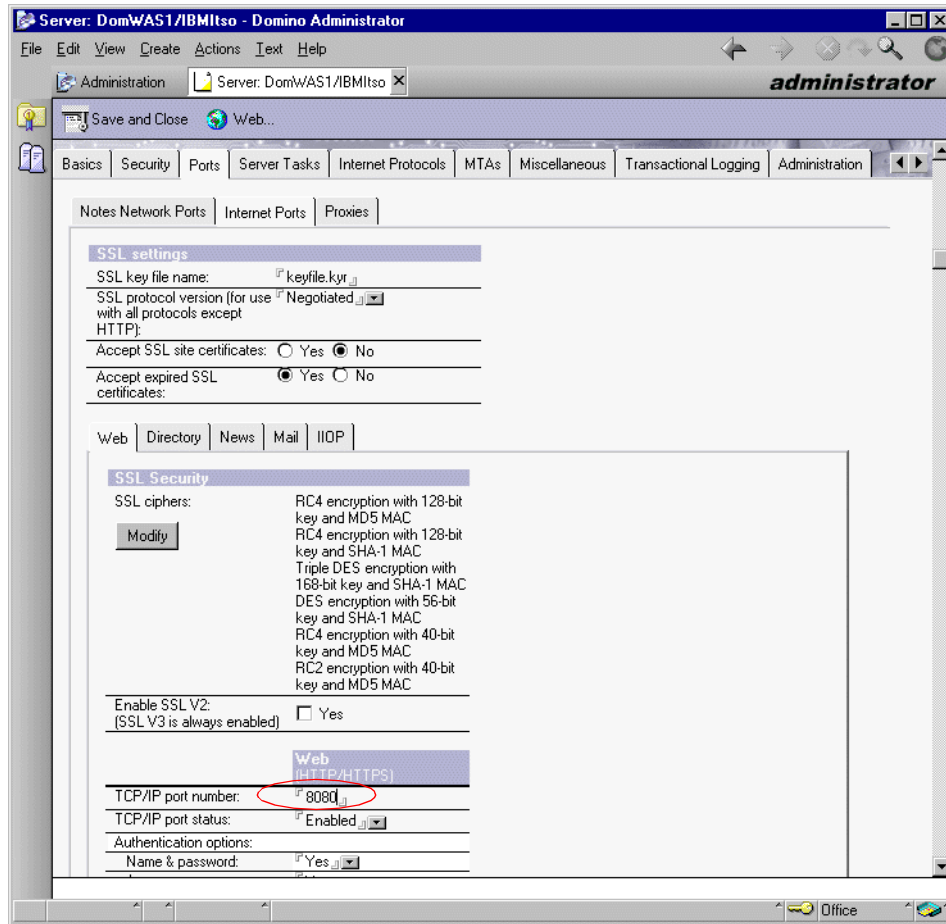 Server: DomWAS1/IBMItso - Domino Administrator
File Edit View Create Actions Text Help
Administration Server: DomWAS1/IBMItso administrator
Save and Close Web...
Basics Security Ports Server Tasks Internet Protocols MTAs Miscellaneous Transactional Logging Administration
Notes Network Ports Internet Ports Proxies
SSL settings
SSL key file name: keyfile.kyr
SSL protocol version (for use Negotiated
with all protocols except
HTTP):
Accept SSL site certificates: Yes No
Accept expired SSL Yes No
certificates:
Web Directory News Mail IIOP
SSL Security
SSL ciphers: RC4 encryption with 128-bit
key and MD5 MAC
Modify RC4 encryption with 128-bit
key and SHA-1 MAC
Triple DES encryption with
168-bit key and SHA-1 MAC
DES encryption with 56-bit
key and SHA-1 MAC
RC4 encryption with 40-bit
key and MD5 MAC
RC2 encryption with 40-bit
key and MD5 MAC
Enable SSL V2:
(SSL V3 is always enabled) Yes
Web
(HTTP/HTTPS)
TCP/IP port number: 8080
TCP/IP port status: Enabled
Authentication options:
Name & password: Yes
Office